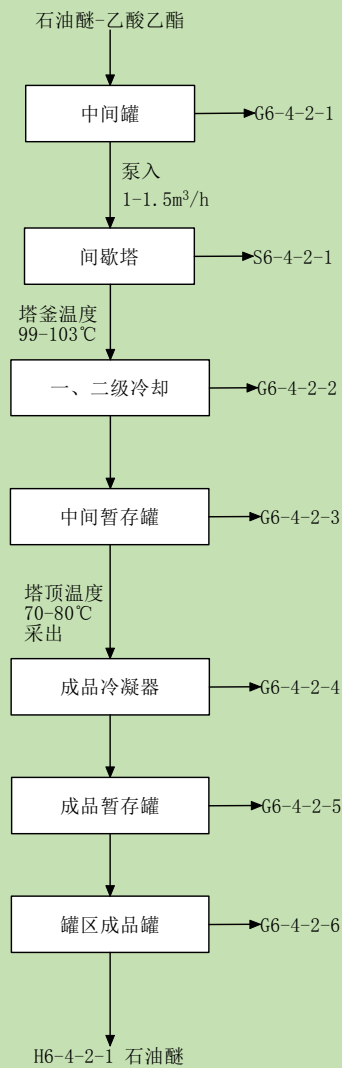 石油醚-乙酸乙酯
中间罐
G6-4-2-1
泵入
1-1.5m³/h
间歇塔
S6-4-2-1
塔釜温度
99-103℃
一、二级冷却
G6-4-2-2
中间暂存罐
G6-4-2-3
塔顶温度
70-80℃
采出
成品冷凝器
G6-4-2-4
成品暂存罐
G6-4-2-5
罐区成品罐
G6-4-2-6
H6-4-2-1 石油醚